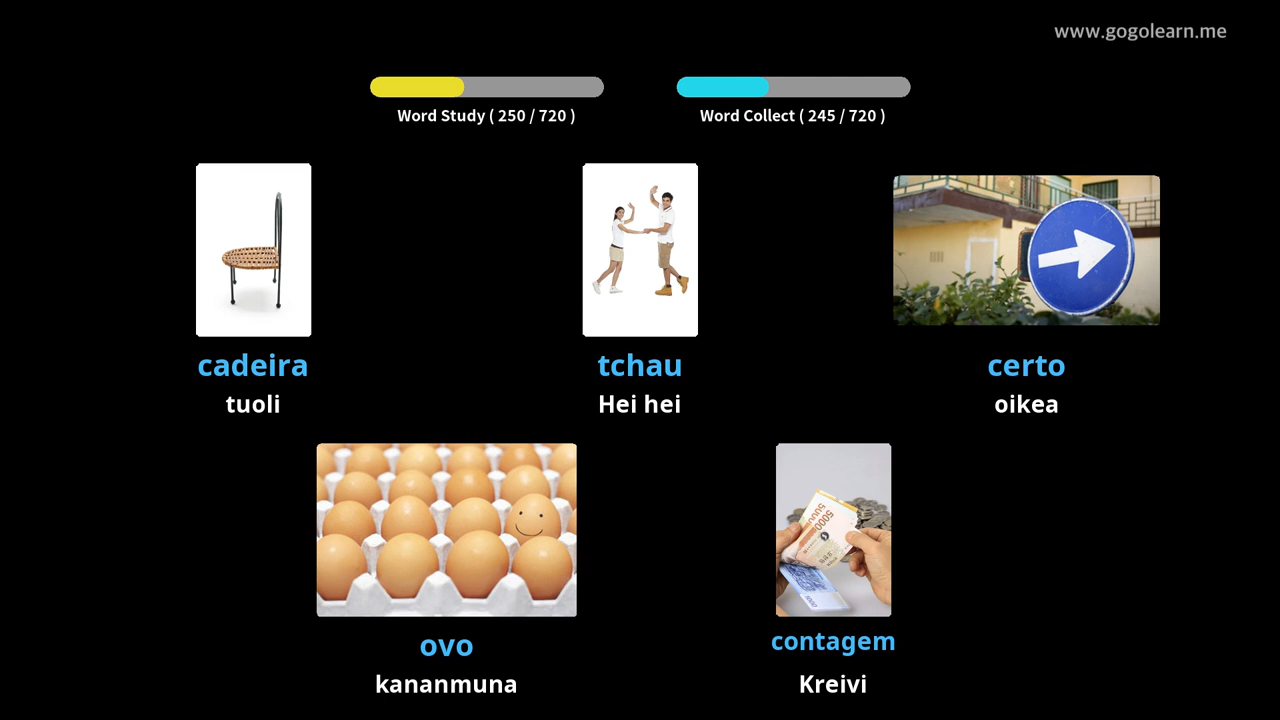 www.gogolearn.me
Word Study ( 250 / 720 )
Word Collect ( 245 / 720 )
cadeira
tuoli
tchau
Hei hei
certo
oikea
ovo
kananmuna
5000
contagem
Kreivi